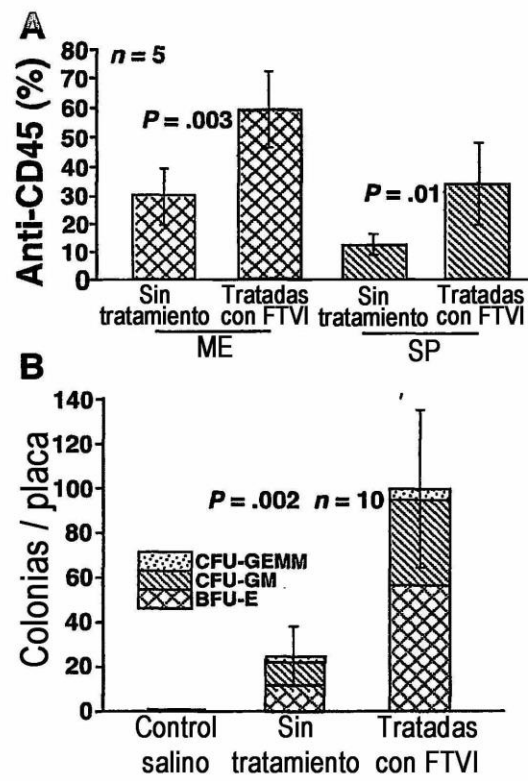 A
Anti-CD45 (%)
80
70
60
50
40
30
20
10
0
n = 5
P = .003
P = .01
Sin tratamiento
Tratadas con FTVI
Sin tratamiento
Tratadas con FTVI
ME
SP
B
Colonias / placa
140
120
100
80
60
40
20
0
P = .002 n = 10
CFU-GEMM
CFU-GM
BFU-E
Control salino
Sin tratamiento
Tratadas con FTVI